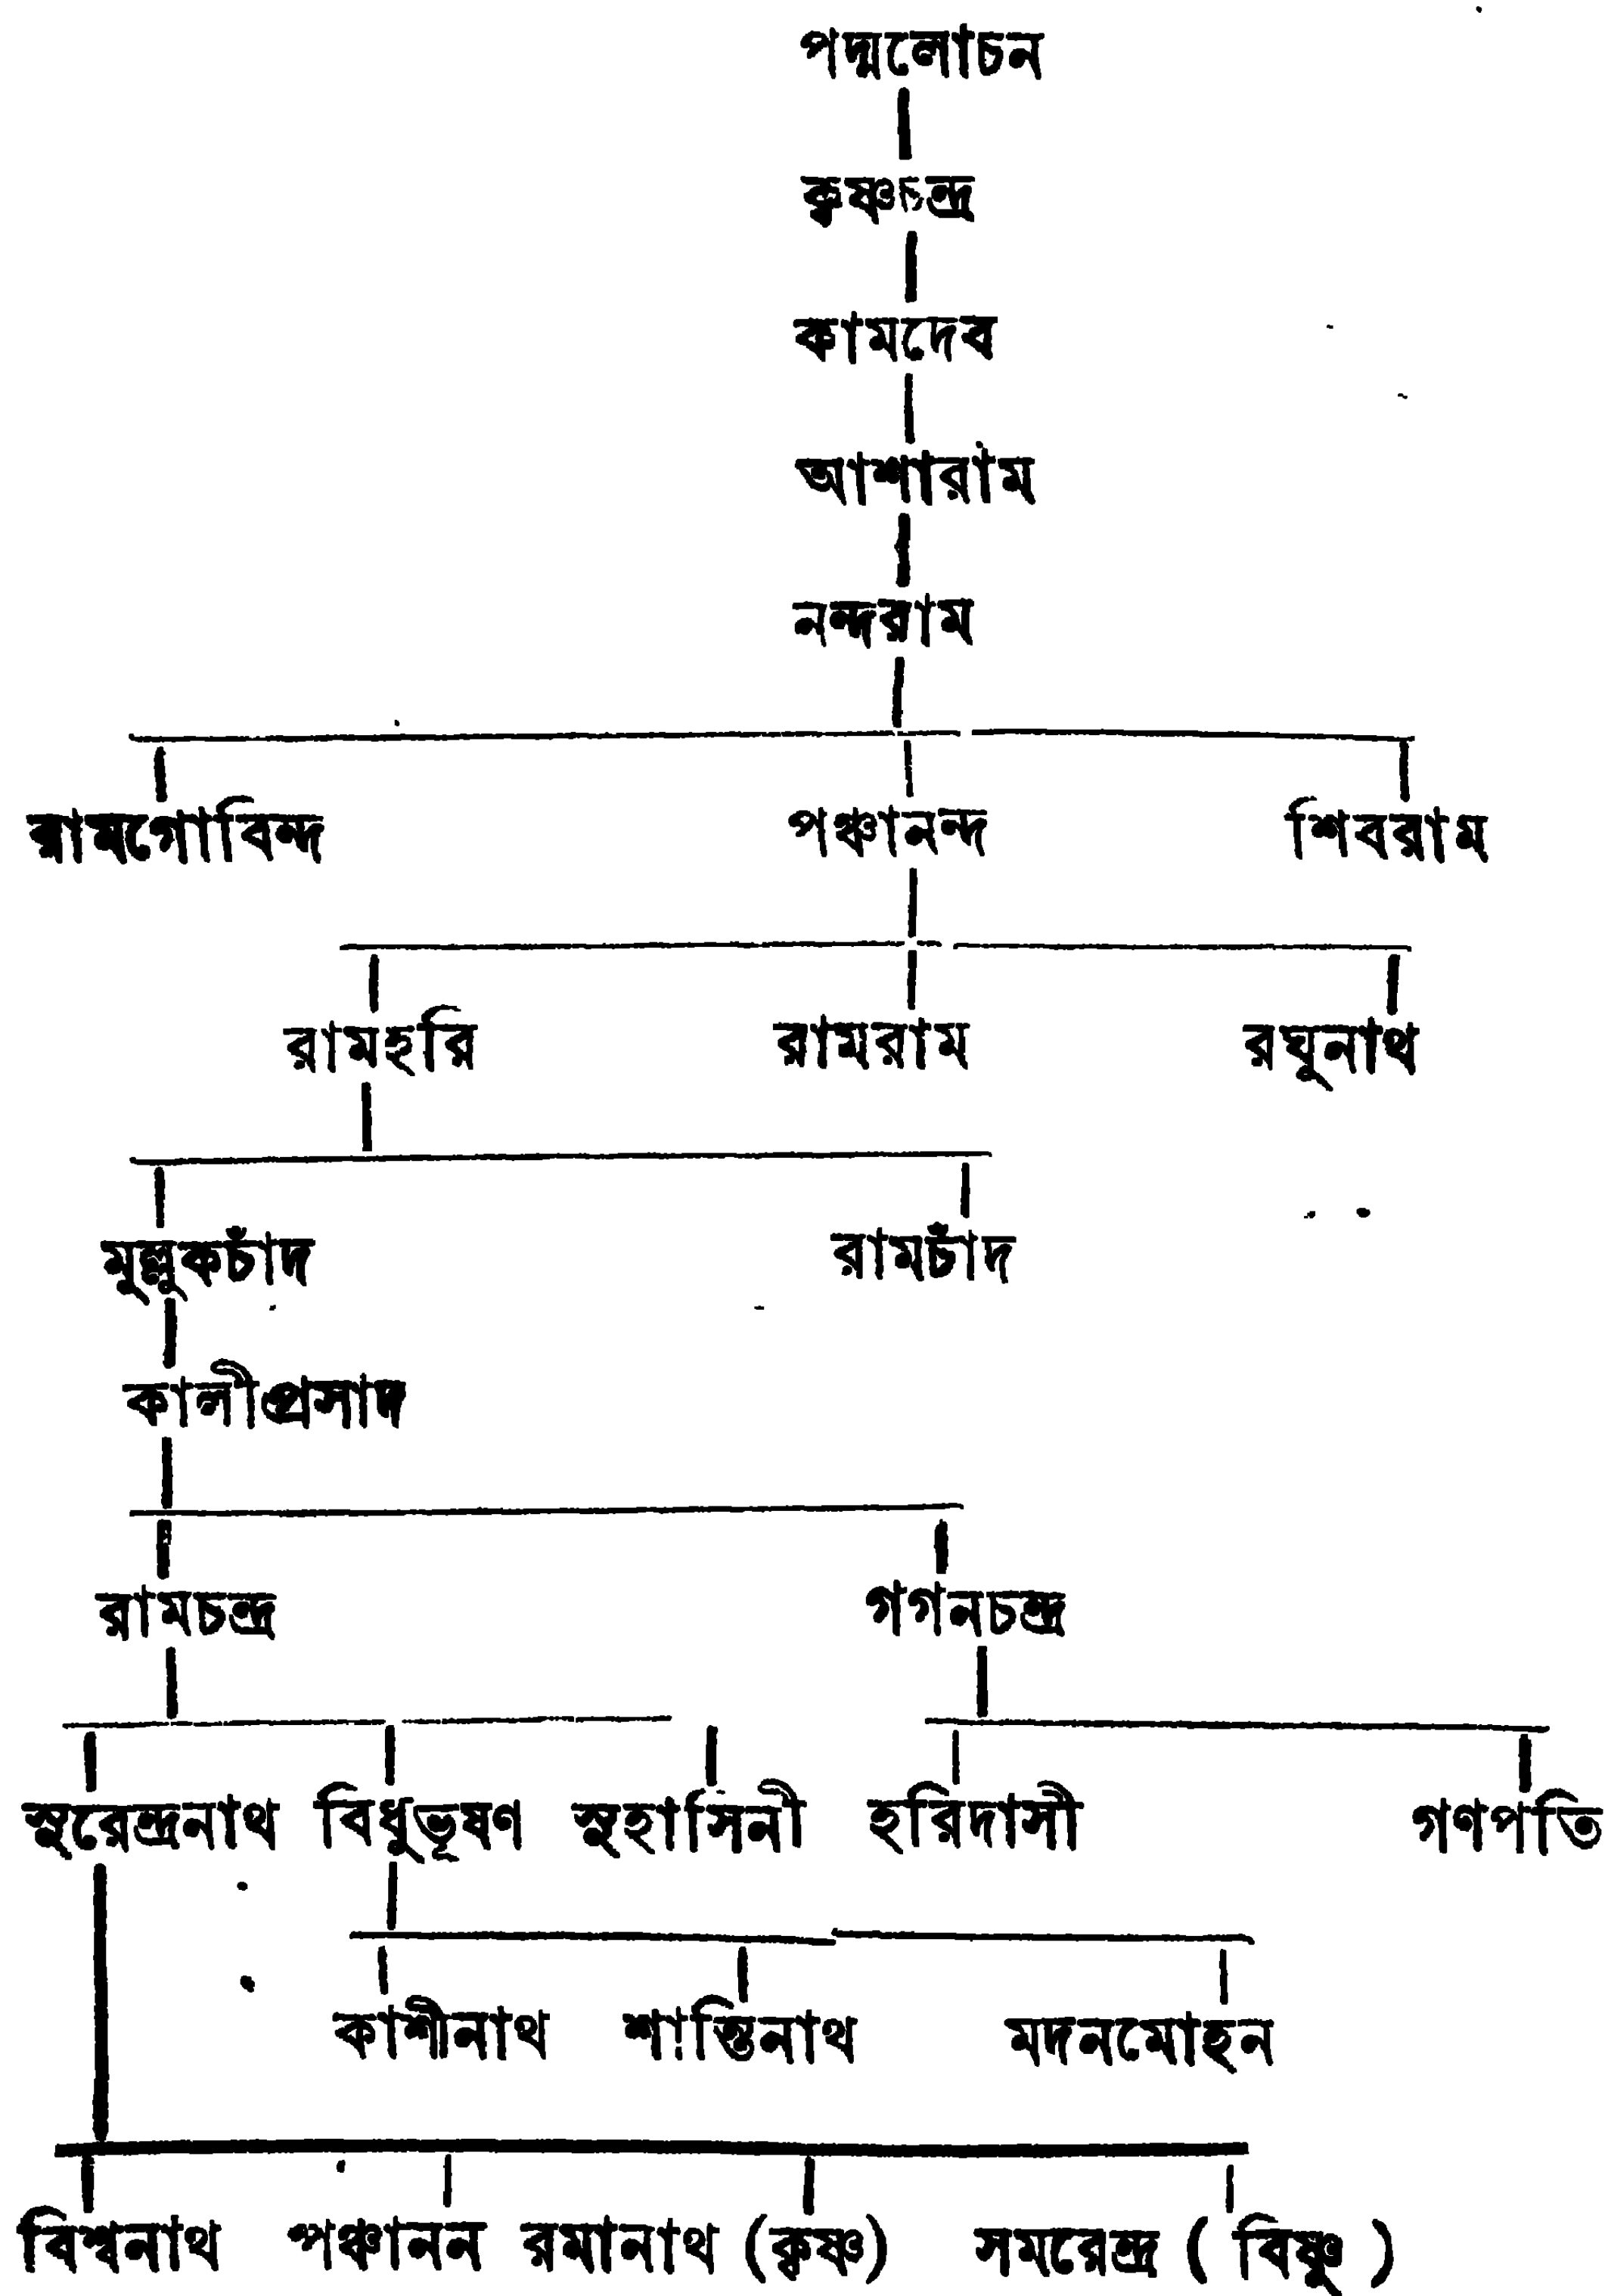 পদ্মলোচন
কৃষ্ণচন্দ্র
কামদেব
আশারাম
নন্দরাম
রামগোবিন্দ পঞ্চানন্দ শিবরাম
রামহরি রামরাম রঘুনাথ
মুল্লুকচাঁদ রামচাঁদ
কালীপ্রসাদ
রামচন্দ্র গগনচন্দ্র
সুরেন্দ্রনাথ বিধুভূষণ সুহাসিনী হরিদাসী গণপতি
কাশীনাথ শান্তিনাথ মদনমোহন
বিশ্বনাথ পঞ্চানন রমানাথ (কৃষ্ণ) সমরেন্দ্র ( বিষ্ণু )